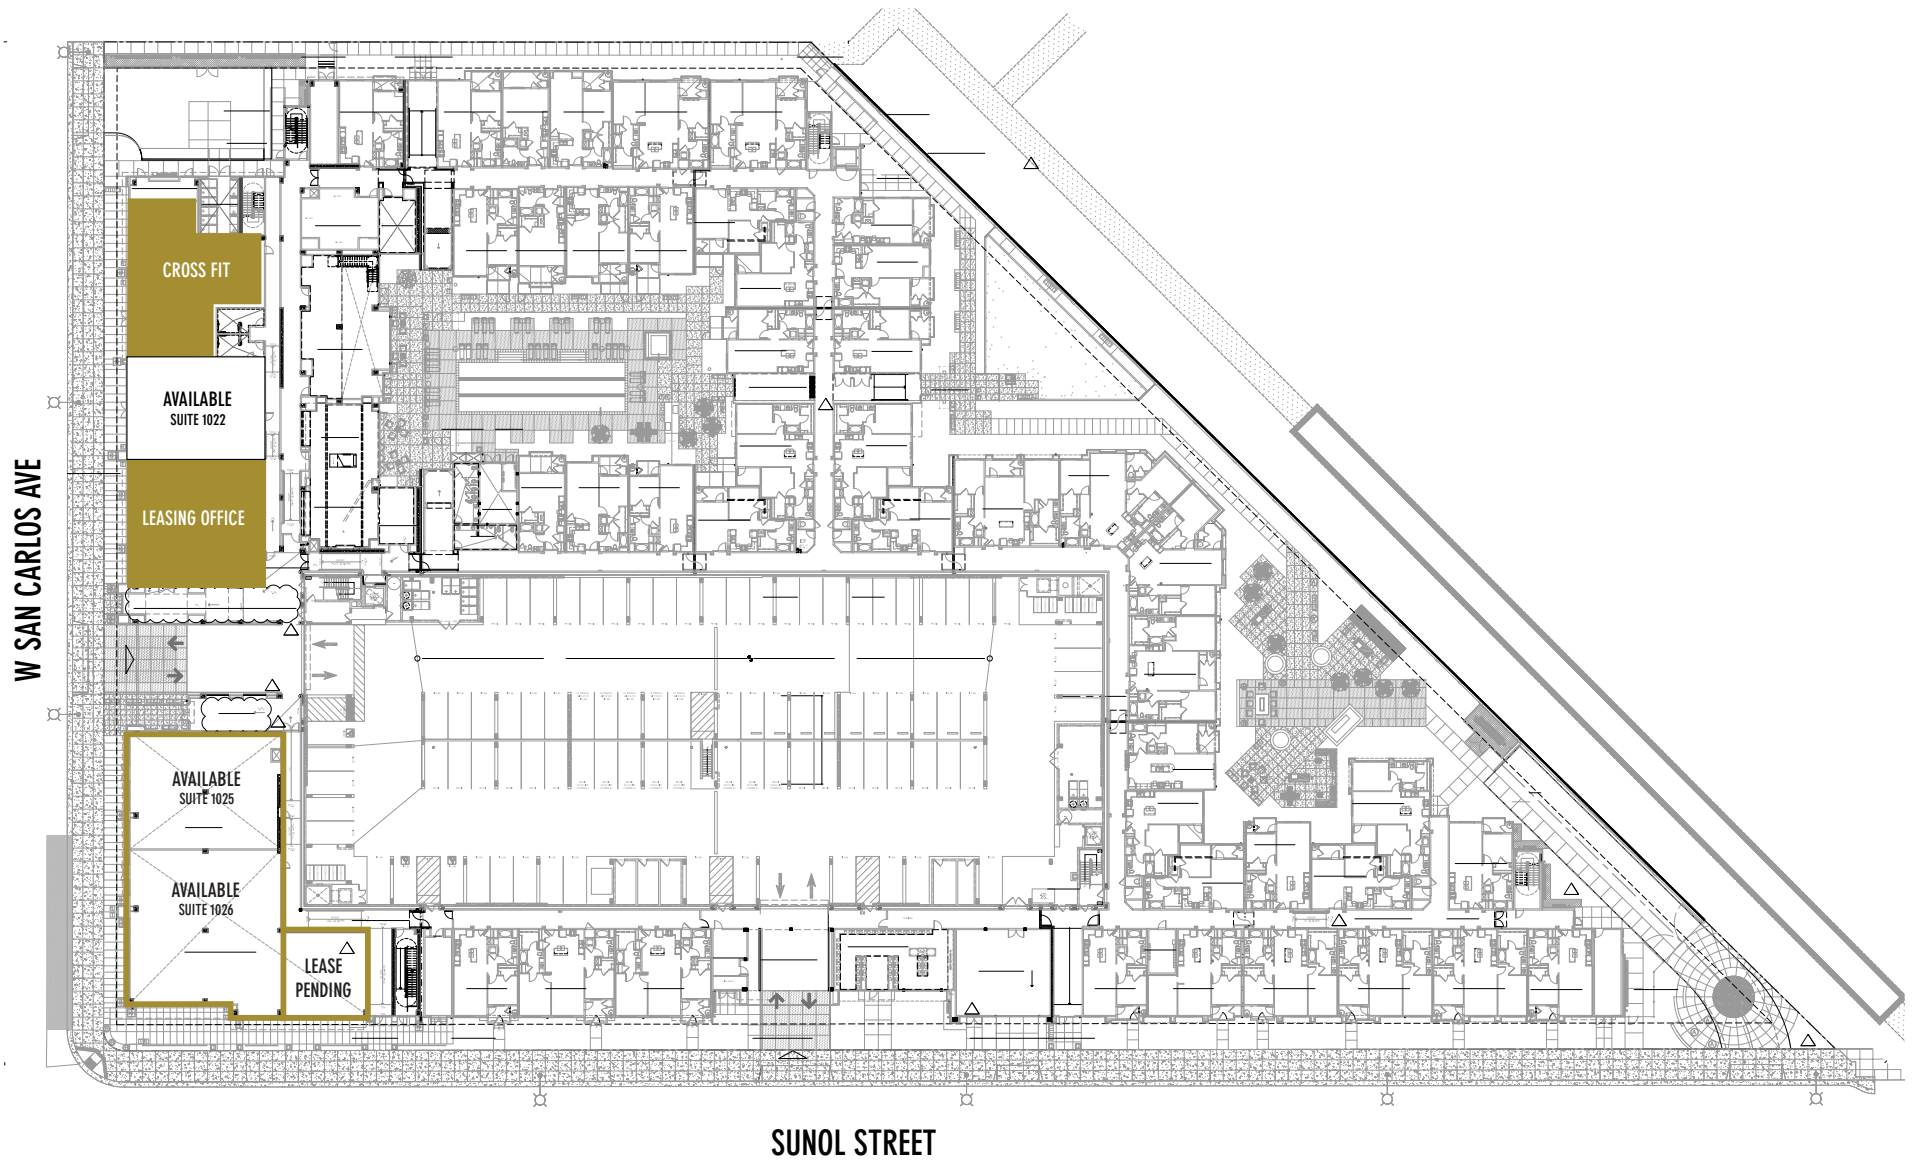 CROSS FIT
AVAILABLE
SUITE 1022
LEASING OFFICE
W SAN CARLOS AVE
AVAILABLE
SUITE 1025
AVAILABLE
SUITE 1026
LEASE
PENDING
SUNOL STREET